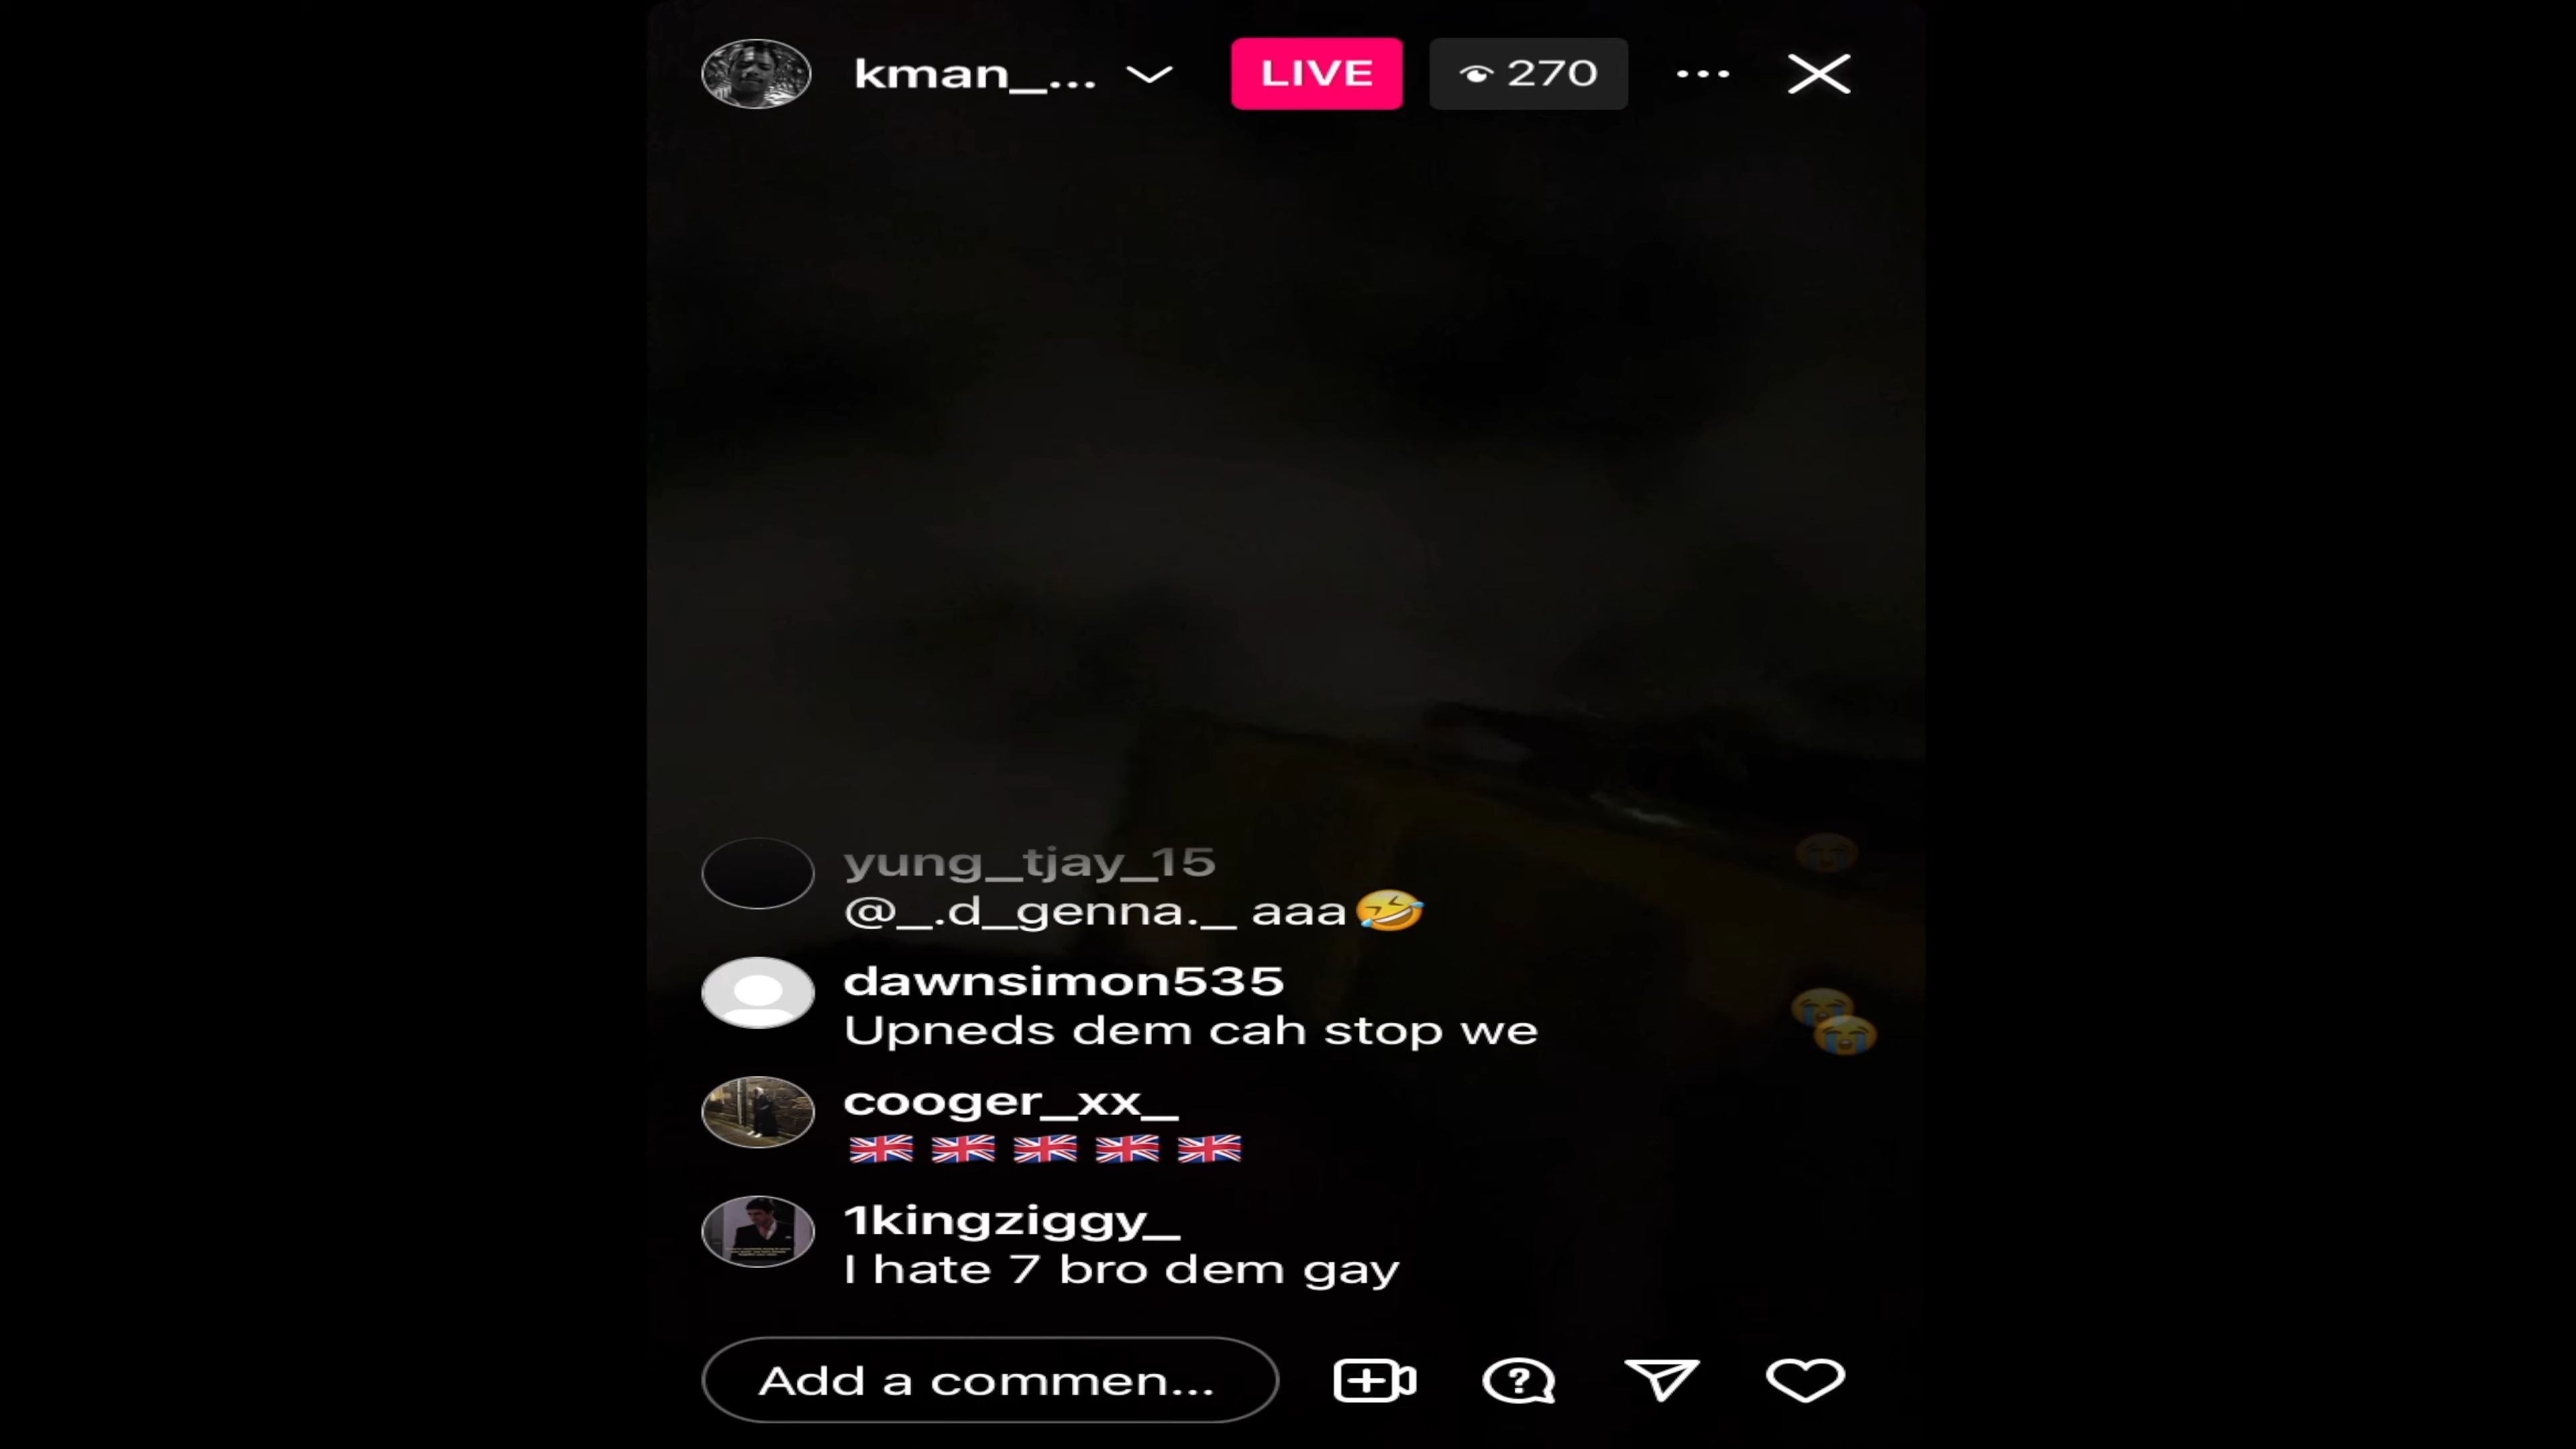 kman_... LIVE 270
yung_tjay_15
@_.d_genna._ aaa🤣
dawnsimon535
Upneds dem cah stop we
cooger_xx_
🇬🇧 🇬🇧 🇬🇧 🇬🇧 🇬🇧
1kingziggy_
I hate 7 bro dem gay
Add a commen...